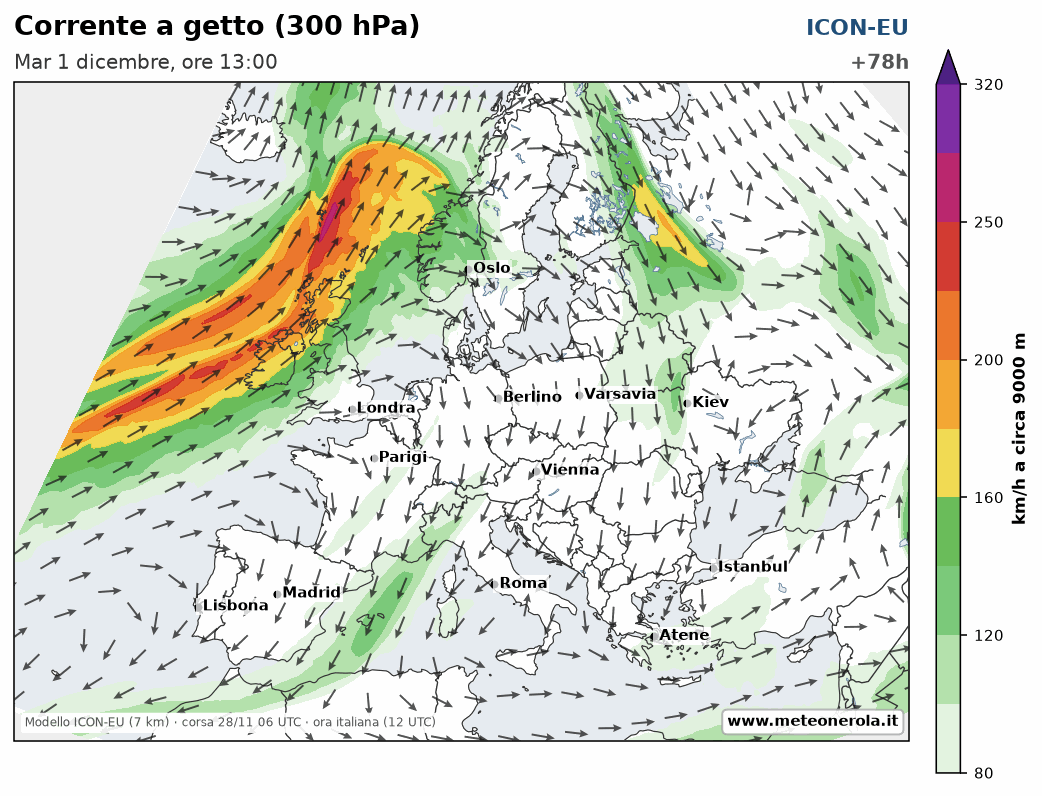 Corrente a getto (300 hPa)
ICON-EU
Mar 1 dicembre, ore 13:00
+78h
320
250
200
160
120
80
km/h a circa 9000 m
Oslo
Berlino
Varsavia
Kiev
Londra
Parigi
Vienna
Istanbul
Roma
Madrid
Lisbona
Atene
Modello ICON-EU (7 km) · corsa 28/11 06 UTC · ora italiana (12 UTC)
www.meteonerola.it